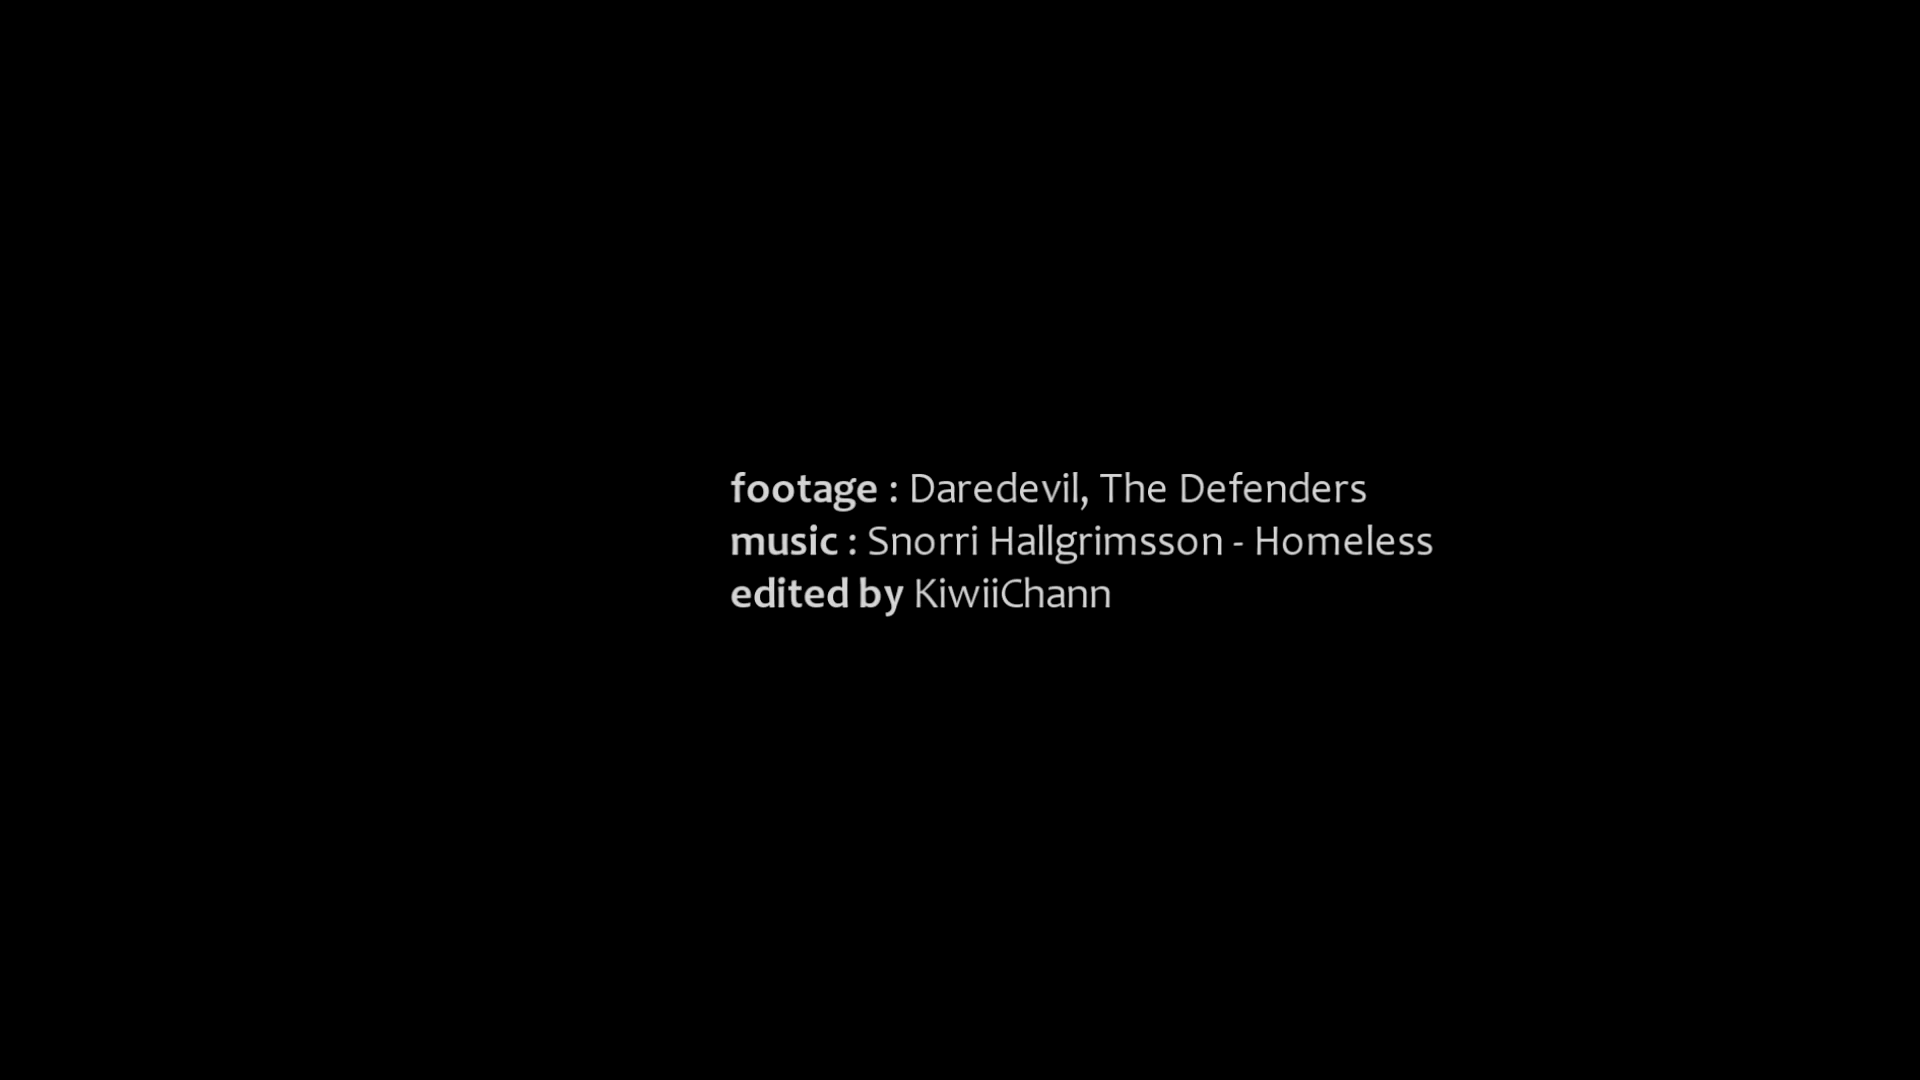 footage : Daredevil, The Defenders
music : Snorri Hallgrimsson - Homeless
edited by KiwiiChann